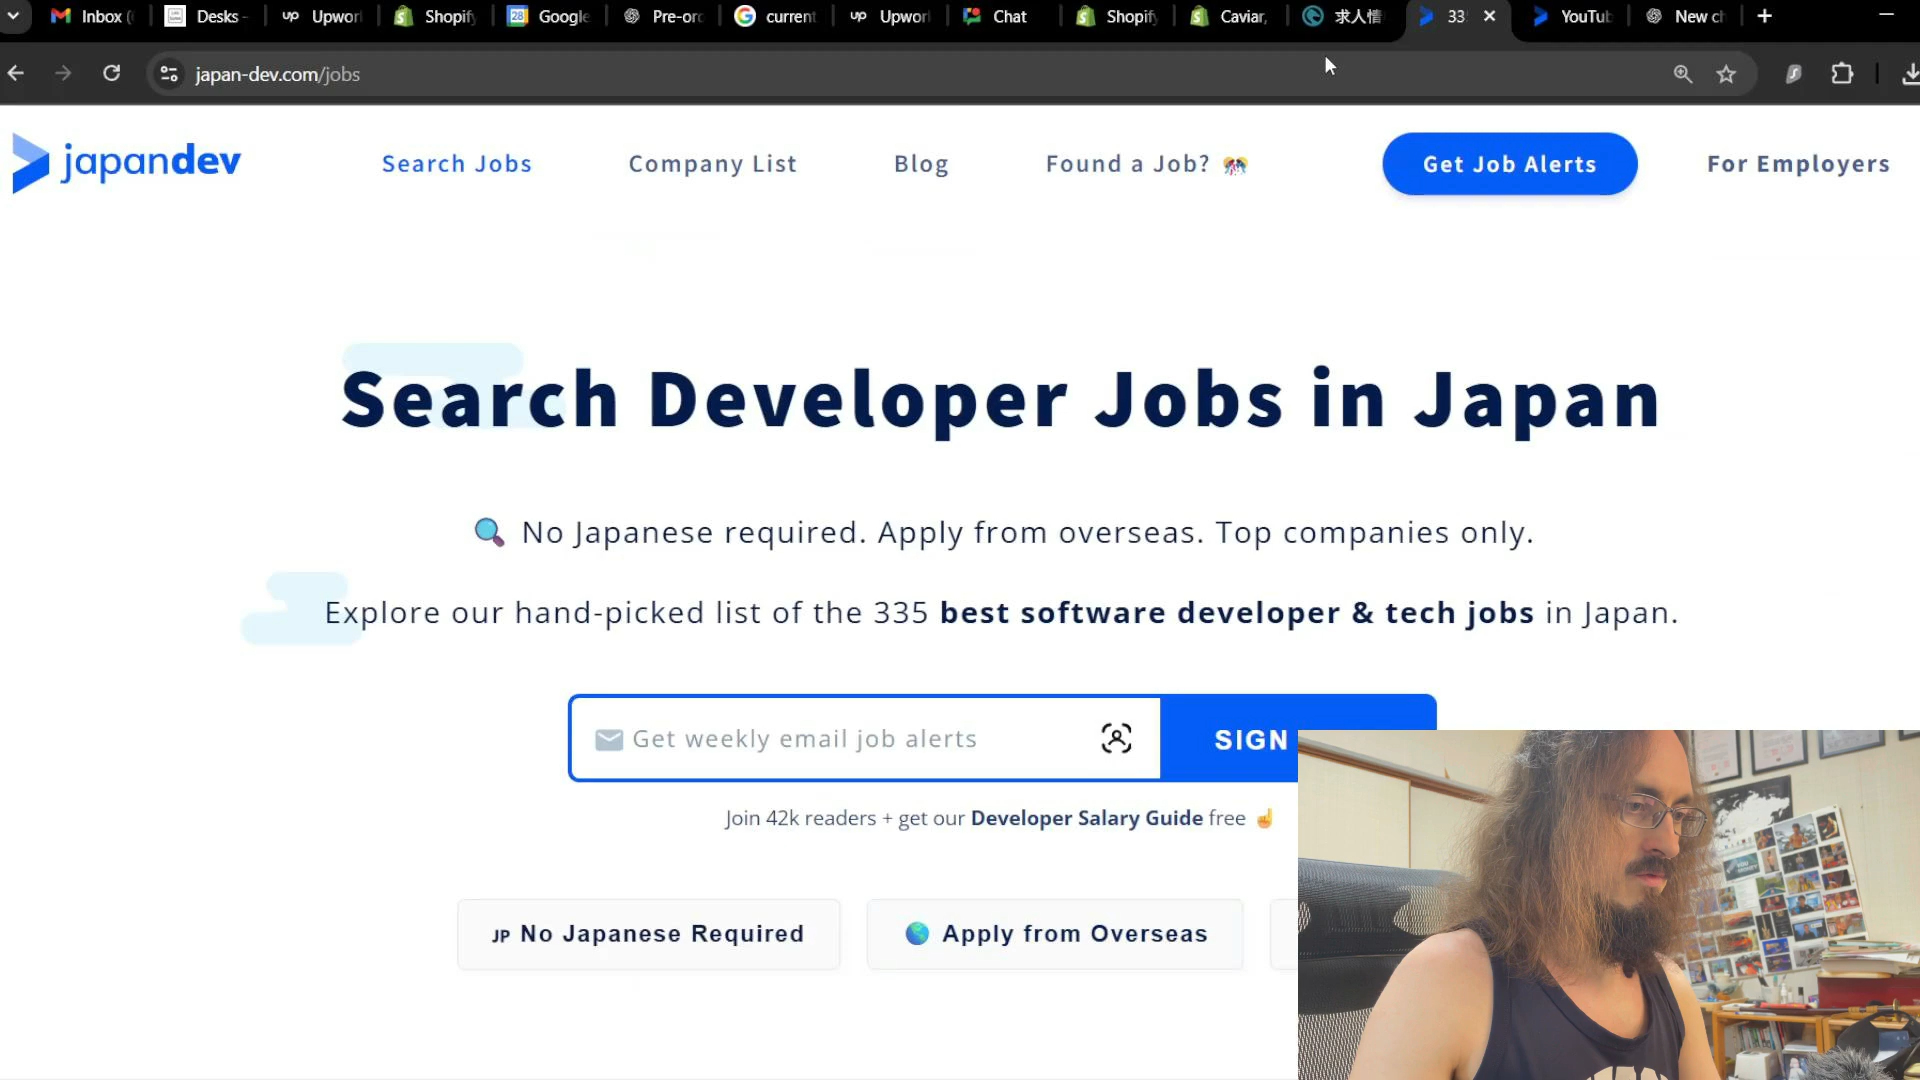 Inbox (
Desks -
Upwor
Shopify
Google
Pre-orc
current
Upwor
Chat
Shopify
Caviar,
求人情
33
YouTub
New ch
japan-dev.com/jobs
japandev
Search Jobs
Company List
Blog
Found a Job?
Get Job Alerts
For Employers
Search Developer Jobs in Japan
No Japanese required. Apply from overseas. Top companies only.
Explore our hand-picked list of the 335 best software developer & tech jobs in Japan.
Get weekly email job alerts
SIGN
Join 42k readers + get our Developer Salary Guide free
JP No Japanese Required
Apply from Overseas